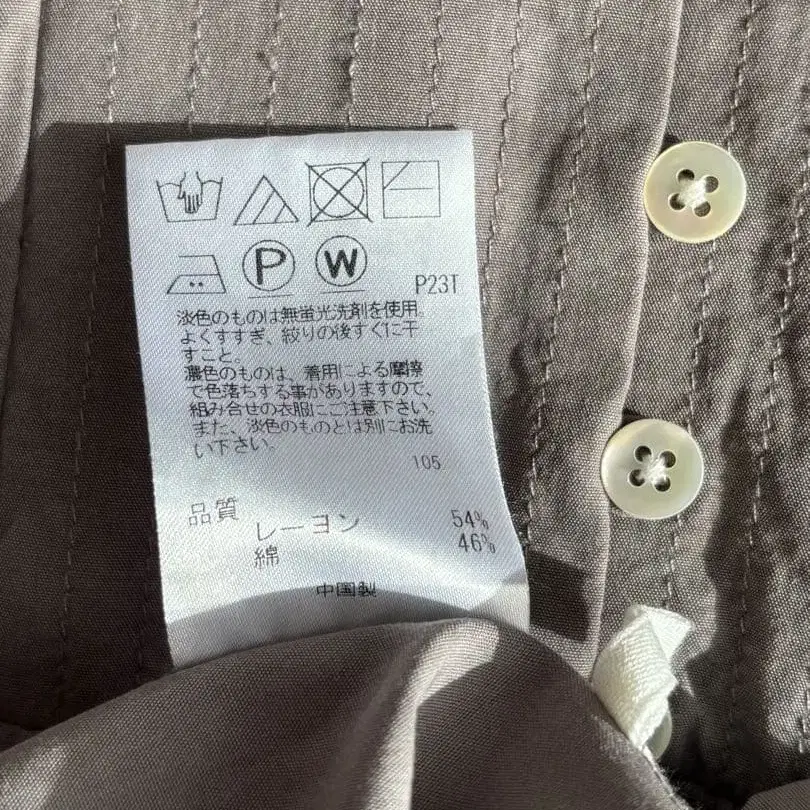 P W P23T
淡色のものは無蛍光洗剤を使用。
よくすすぎ、絞りの後すぐに干
すこと。
濃色のものは、着用による摩擦
で色落ちする事がありますので、
組み合せの衣服にご注意下さい。
また、淡色のものとは別にお洗
い下さい。
105
品質
レーヨン 54%
綿 46%
中国製